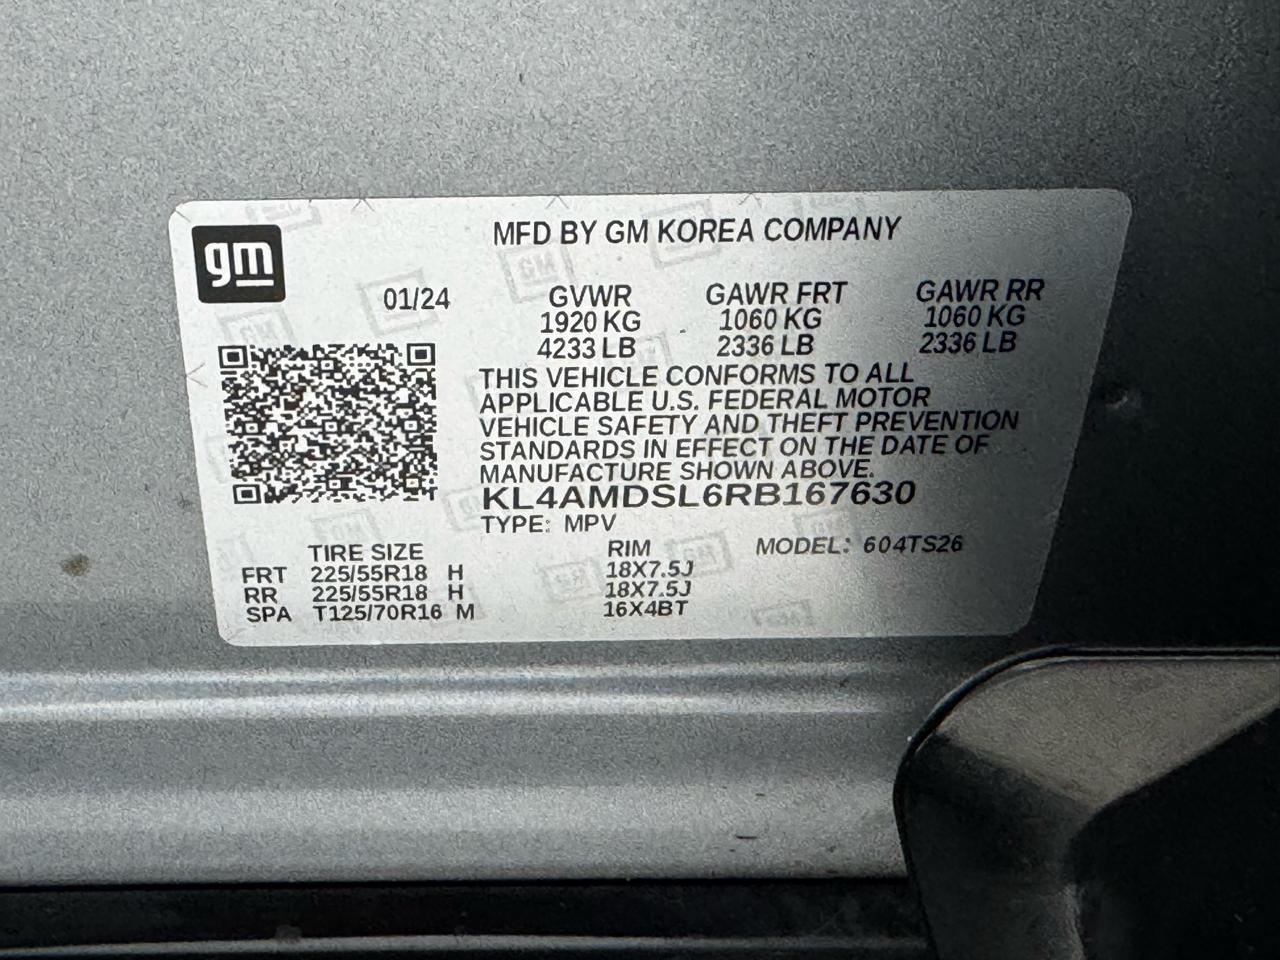 gm
MFD BY GM KOREA COMPANY
01/24 GVWR GAWR FRT GAWR RR
1920 KG 1060 KG 1060 KG
4233 LB 2336 LB 2336 LB
THIS VEHICLE CONFORMS TO ALL
APPLICABLE U.S. FEDERAL MOTOR
VEHICLE SAFETY AND THEFT PREVENTION
STANDARDS IN EFFECT ON THE DATE OF
MANUFACTURE SHOWN ABOVE.
KL4AMDSL6RB167630
TYPE: MPV
TIRE SIZE RIM MODEL: 604TS26
FRT 225/55R18 H 18X7.5J
RR 225/55R18 H 18X7.5J
SPA T125/70R16 M 16X4BT